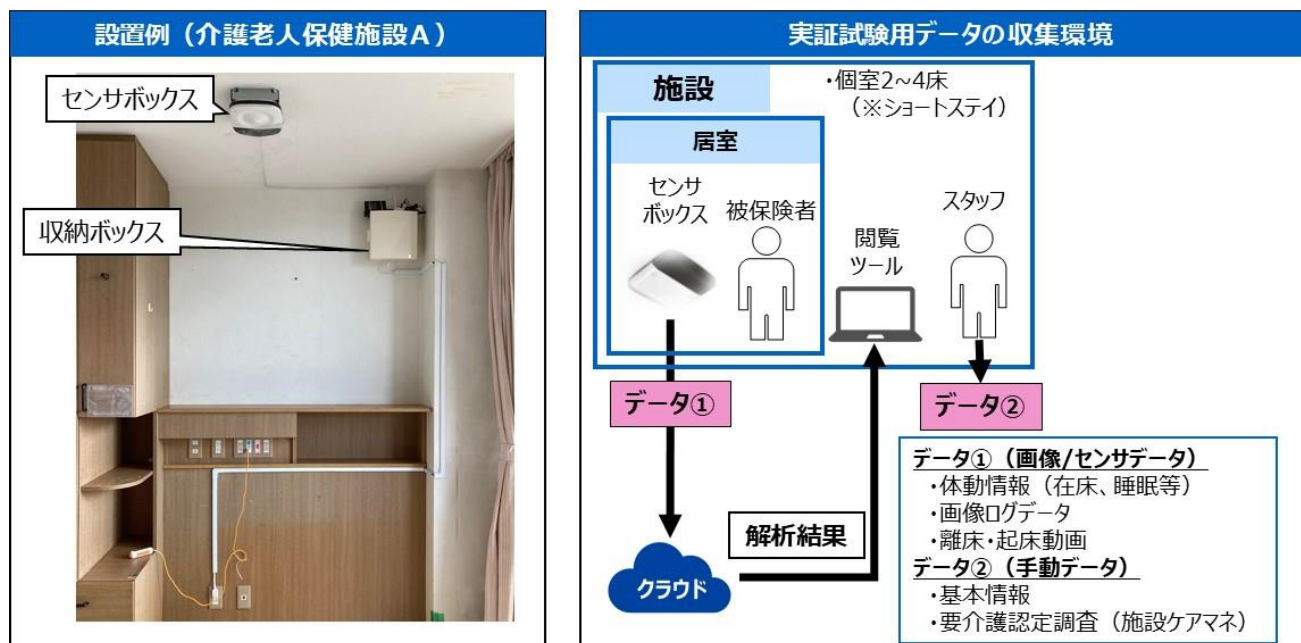 設置例（介護老人保健施設A）
センサボックス
収納ボックス
実証試験用データの収集環境
施設
・個室2~4床
（※ショートステイ）
居室
センサ
ボックス
被保険者
閲覧
ツール
スタッフ
データ①
データ②
データ①（画像/センサデータ）
・体動情報（在床、睡眠等）
・画像ログデータ
・離床・起床動画
データ②（手動データ）
・基本情報
・要介護認定調査（施設ケアマネ）
解析結果
クラウド